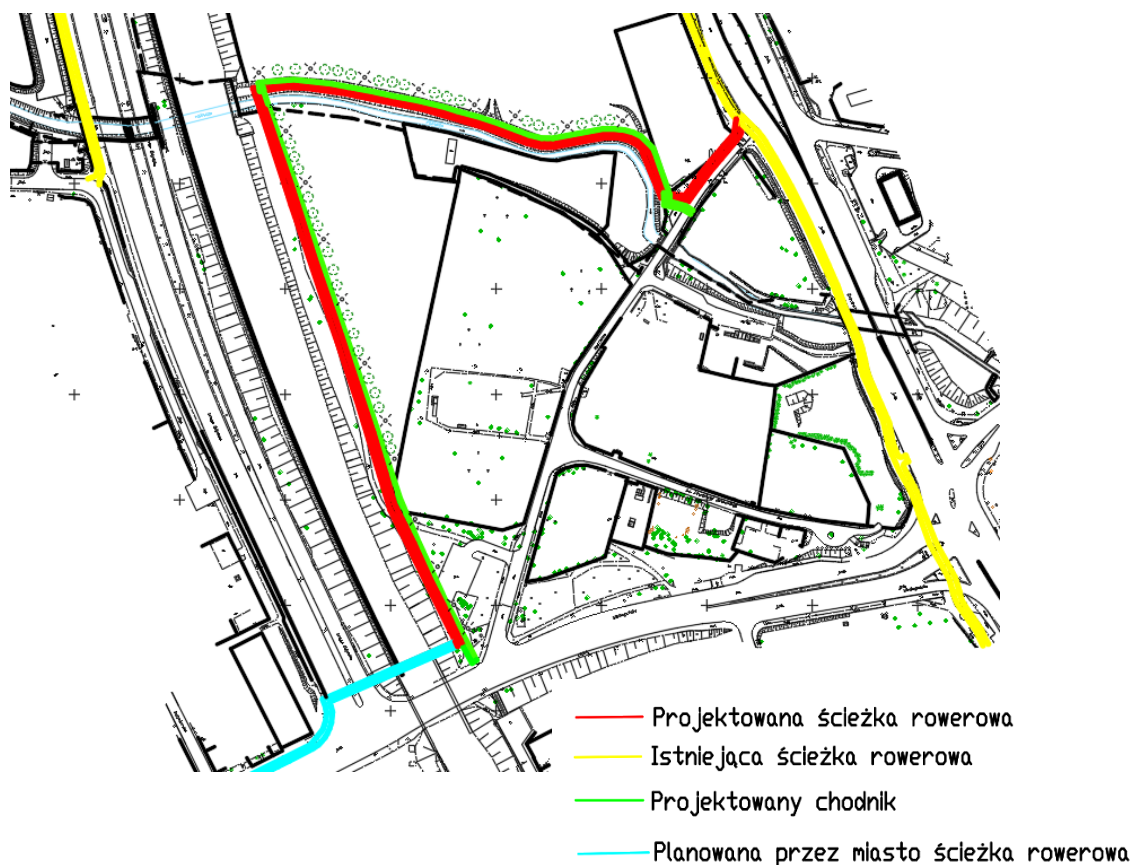 Projektowana ścieżka rowerowa
Istniejąca ścieżka rowerowa
Projektowany chodnik
Planowana przez miasto ścieżka rowerowa